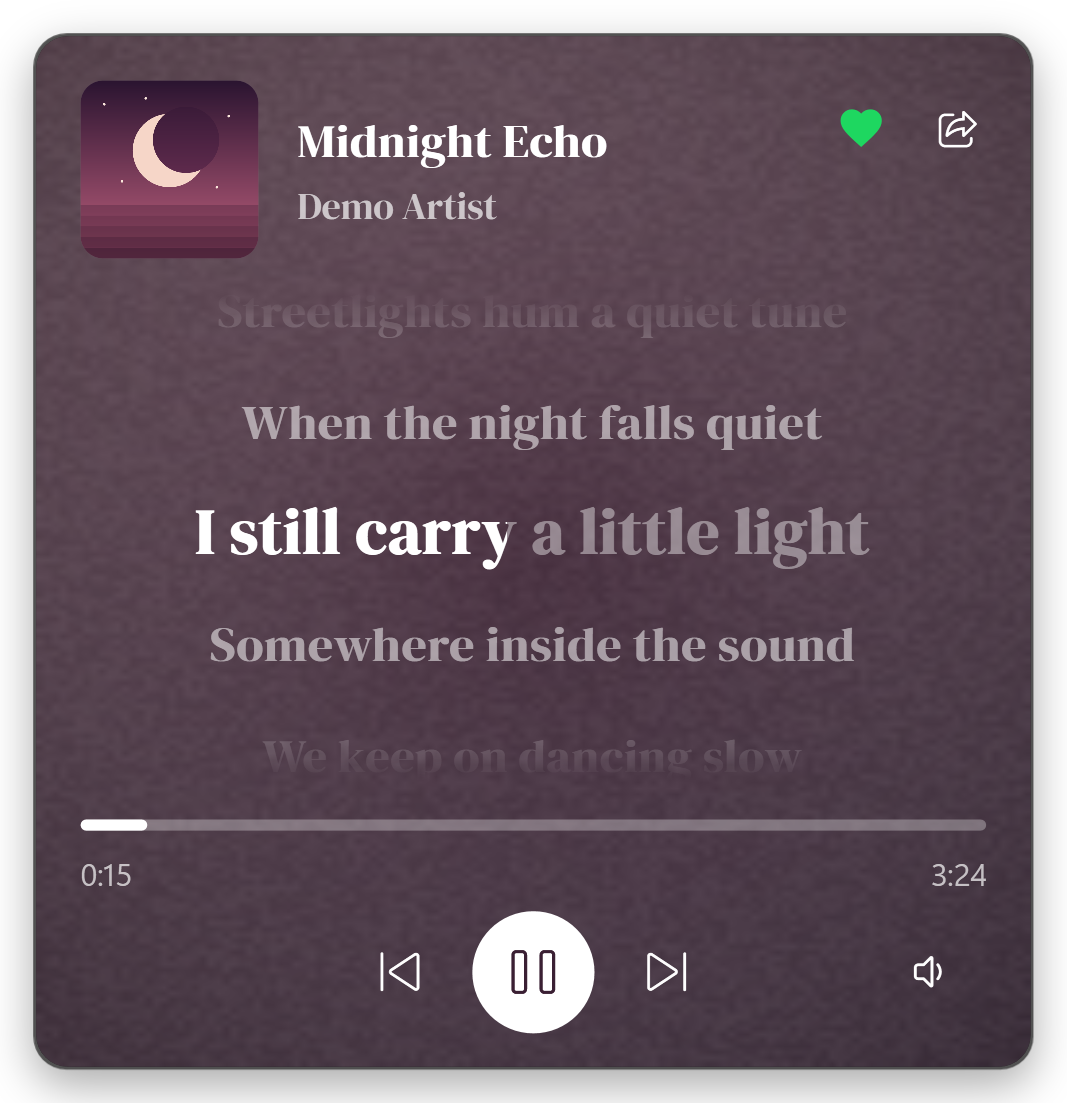 Midnight Echo
Demo Artist
Streetlights hum a quiet tune
When the night falls quiet
I still carry a little light
Somewhere inside the sound
We keep on dancing slow
0:15
3:24